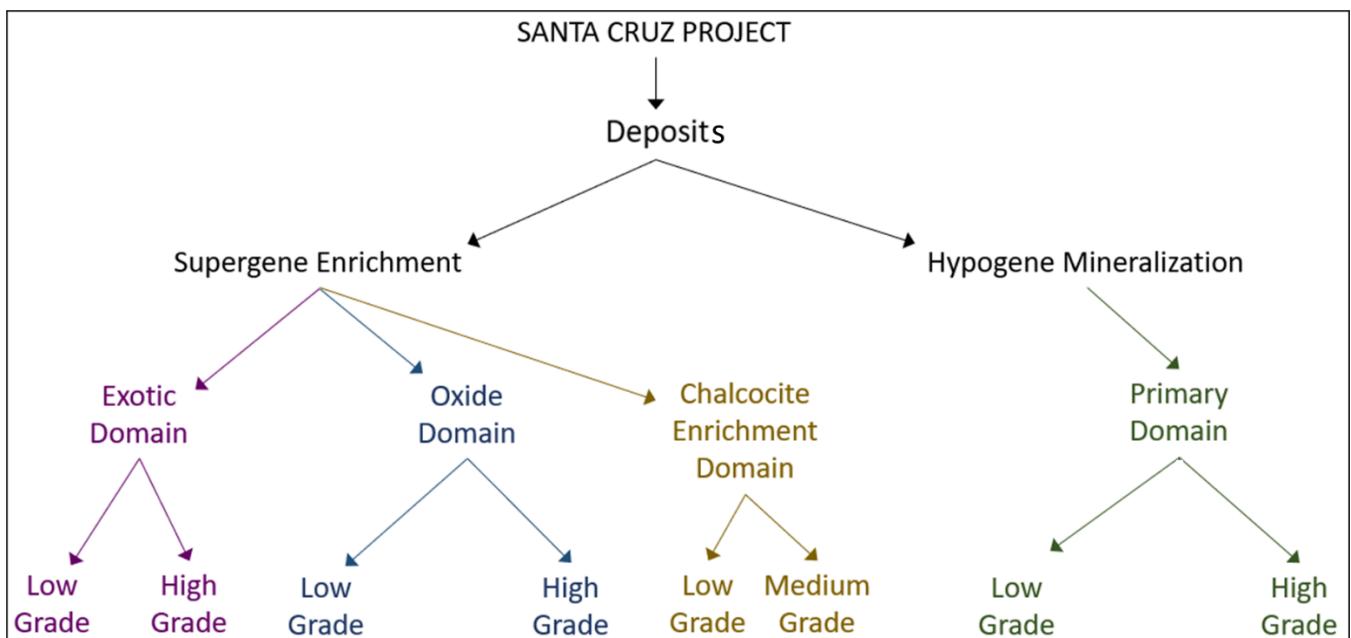 SANTA CRUZ PROJECT
Deposits
Supergene Enrichment
Hypogene Mineralization
Exotic
Domain
Oxide
Domain
Chalcocite
Enrichment
Domain
Primary
Domain
Low
Grade
High
Grade
Low
Grade
High
Grade
Low
Grade
Medium
Grade
Low
Grade
High
Grade